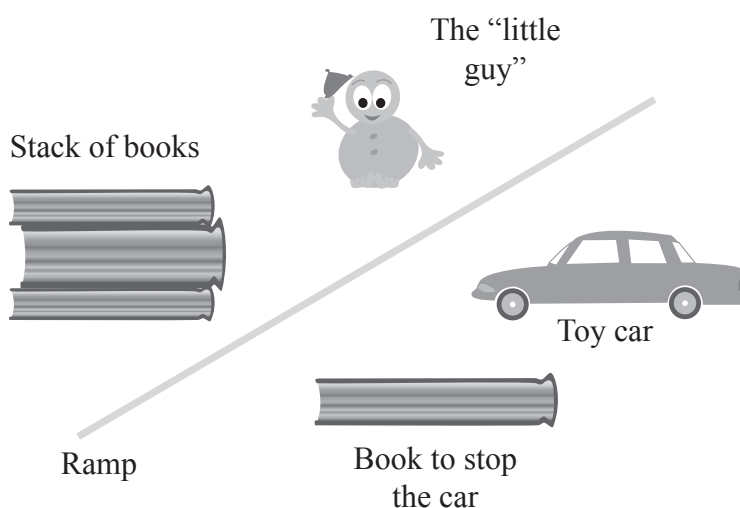 The “little
guy”
Stack of books
Toy car
Ramp
Book to stop
the car